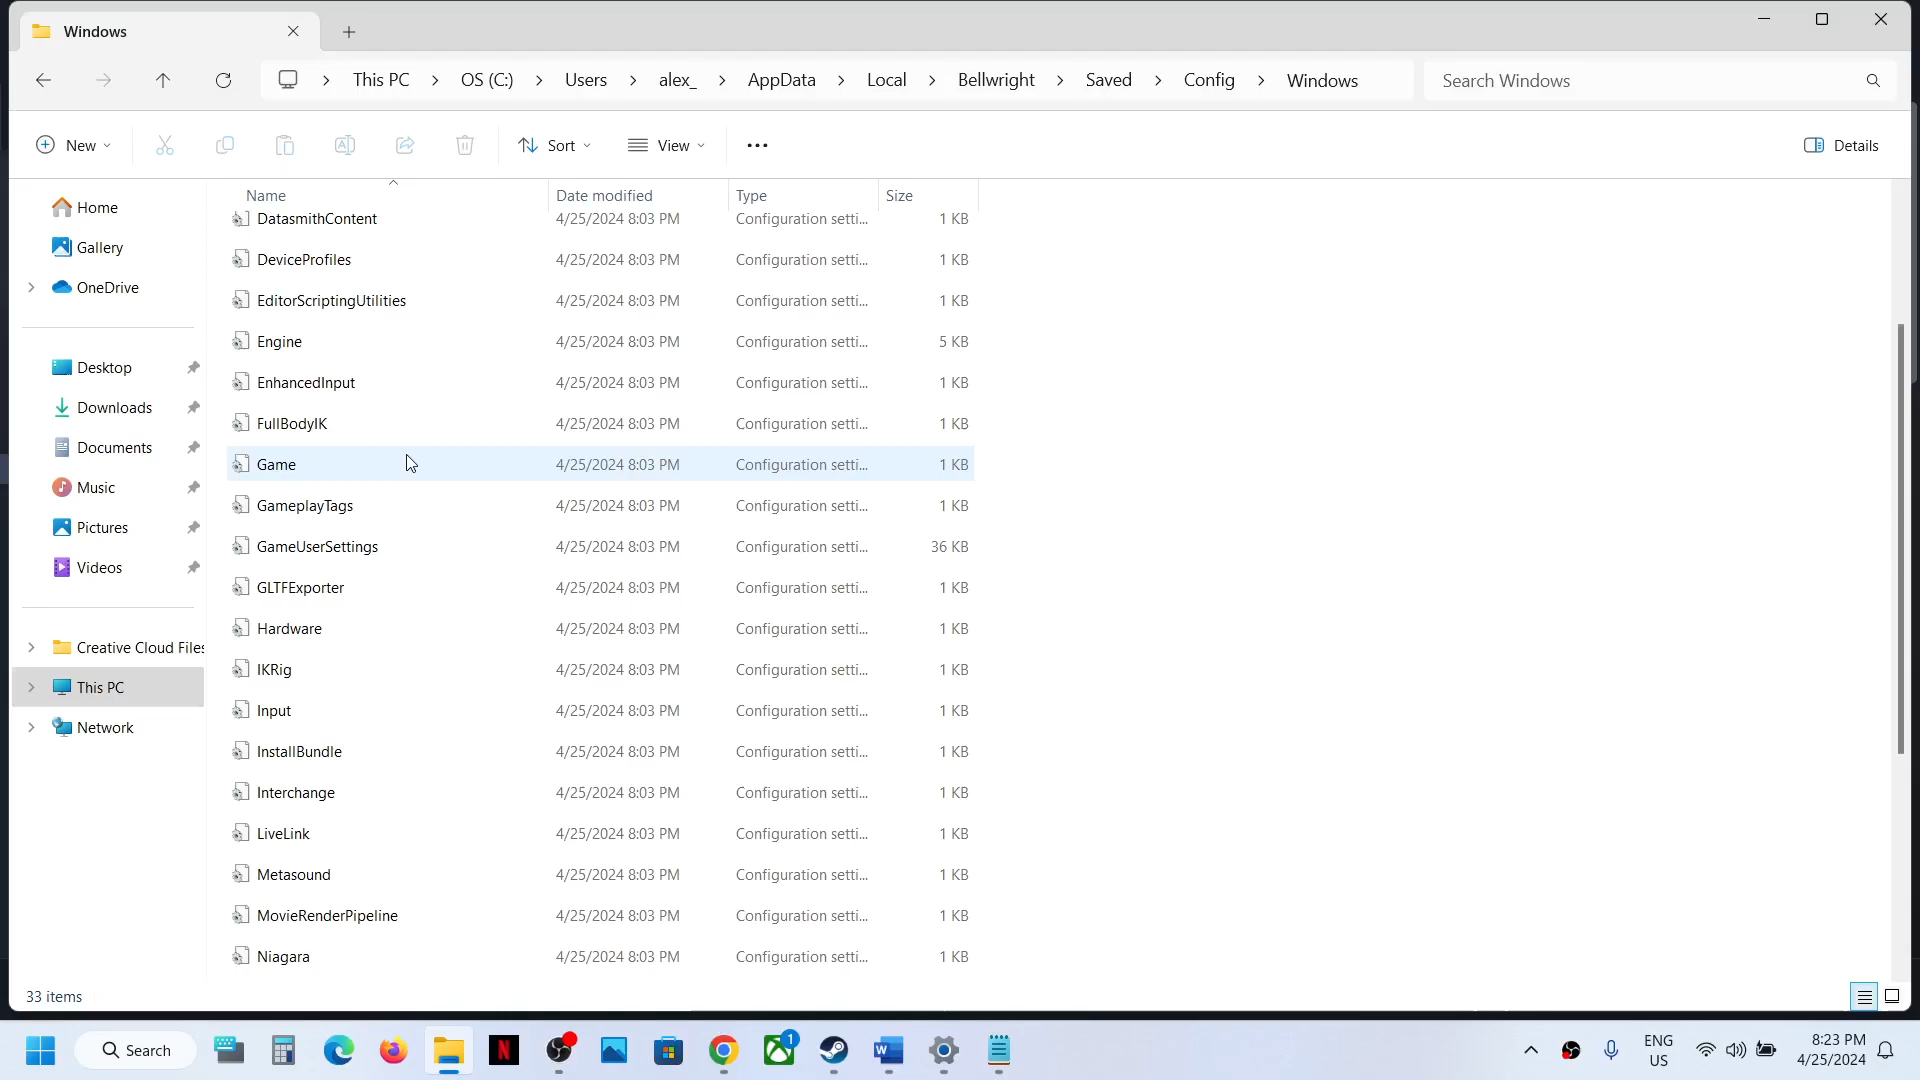 Windows
This PC
OS (C:)
Users
alex_
AppData
Local
Bellwright
Saved
Config
Windows
Search Windows
New
Sort
View
Details
Home
Gallery
OneDrive
Desktop
Downloads
Documents
Music
Pictures
Videos
Creative Cloud Files
This PC
Network
Name Date modified Type Size
DatasmithContent 4/25/2024 8:03 PM Configuration setti... 1 KB
DeviceProfiles 4/25/2024 8:03 PM Configuration setti... 1 KB
EditorScriptingUtilities 4/25/2024 8:03 PM Configuration setti... 1 KB
Engine 4/25/2024 8:03 PM Configuration setti... 5 KB
EnhancedInput 4/25/2024 8:03 PM Configuration setti... 1 KB
FullBodyIK 4/25/2024 8:03 PM Configuration setti... 1 KB
Game 4/25/2024 8:03 PM Configuration setti... 1 KB
GameplayTags 4/25/2024 8:03 PM Configuration setti... 1 KB
GameUserSettings 4/25/2024 8:03 PM Configuration setti... 36 KB
GLTFExporter 4/25/2024 8:03 PM Configuration setti... 1 KB
Hardware 4/25/2024 8:03 PM Configuration setti... 1 KB
IKRig 4/25/2024 8:03 PM Configuration setti... 1 KB
Input 4/25/2024 8:03 PM Configuration setti... 1 KB
InstallBundle 4/25/2024 8:03 PM Configuration setti... 1 KB
Interchange 4/25/2024 8:03 PM Configuration setti... 1 KB
LiveLink 4/25/2024 8:03 PM Configuration setti... 1 KB
Metasound 4/25/2024 8:03 PM Configuration setti... 1 KB
MovieRenderPipeline 4/25/2024 8:03 PM Configuration setti... 1 KB
Niagara 4/25/2024 8:03 PM Configuration setti... 1 KB
33 items
Search
N
1
W
ENG
US
8:23 PM
4/25/2024